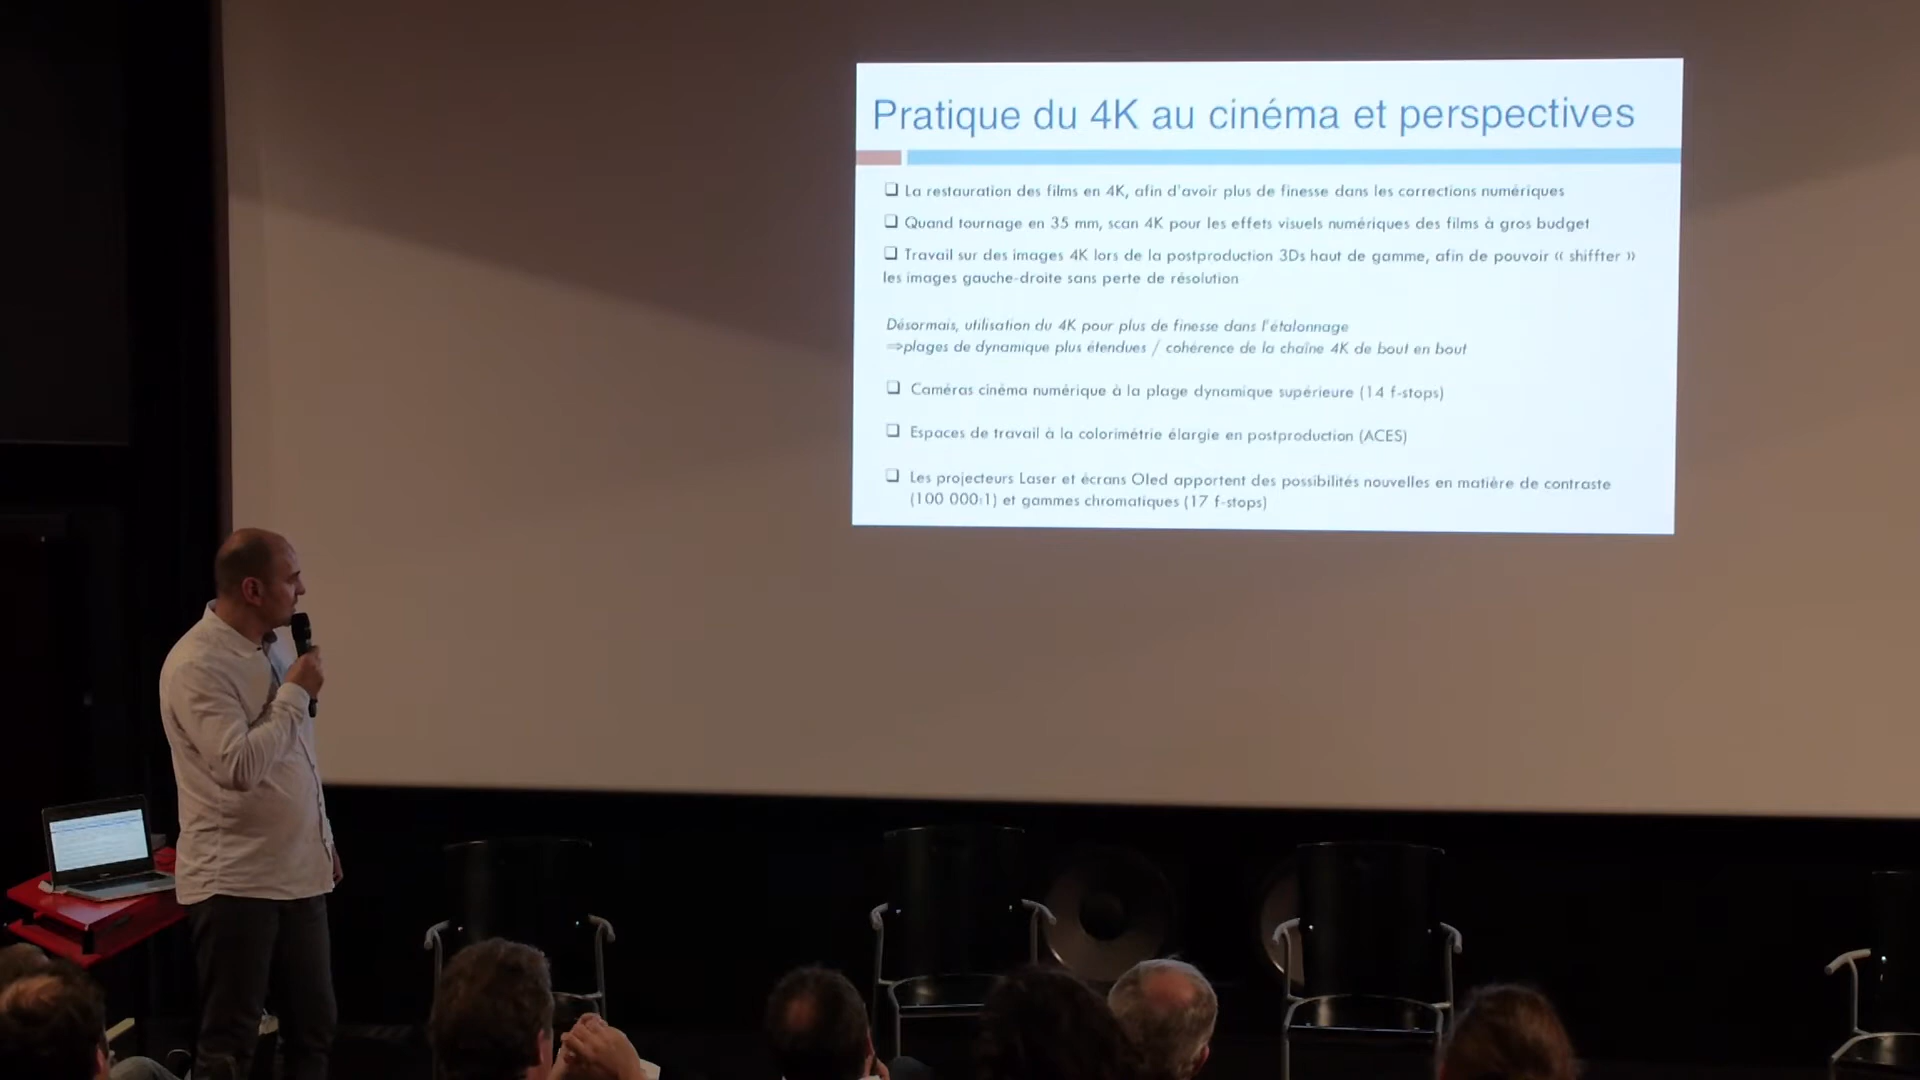 Pratique du 4K au cinéma et perspectives
❑ La restauration des films en 4K, afin d'avoir plus de finesse dans les corrections numériques
❑ Quand tournage en 35 mm, scan 4K pour les effets visuels numériques des films à gros budget
❑ Travail sur des images 4K lors de la postproduction 3Ds haut de gamme, afin de pouvoir « shiffter »
les images gauche-droite sans perte de résolution
Désormais, utilisation du 4K pour plus de finesse dans l'étalonnage
⇒plages de dynamique plus étendues / cohérence de la chaîne 4K de bout en bout
❑ Caméras cinéma numérique à la plage dynamique supérieure (14 f-stops)
❑ Espaces de travail à la colorimétrie élargie en postproduction (ACES)
❑ Les projecteurs Laser et écrans Oled apportent des possibilités nouvelles en matière de contraste
(100 000:1) et gammes chromatiques (17 f-stops)